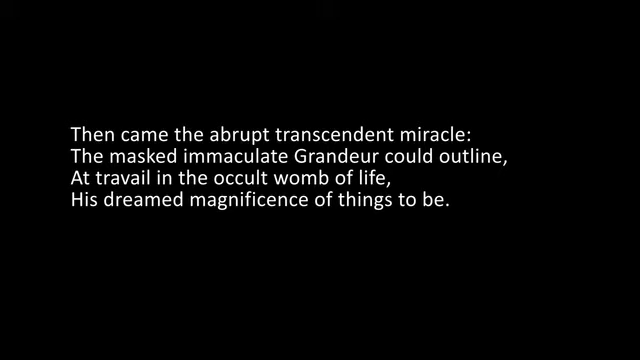 Then came the abrupt transcendent miracle:
The masked immaculate Grandeur could outline,
At travail in the occult womb of life,
His dreamed magnificence of things to be.